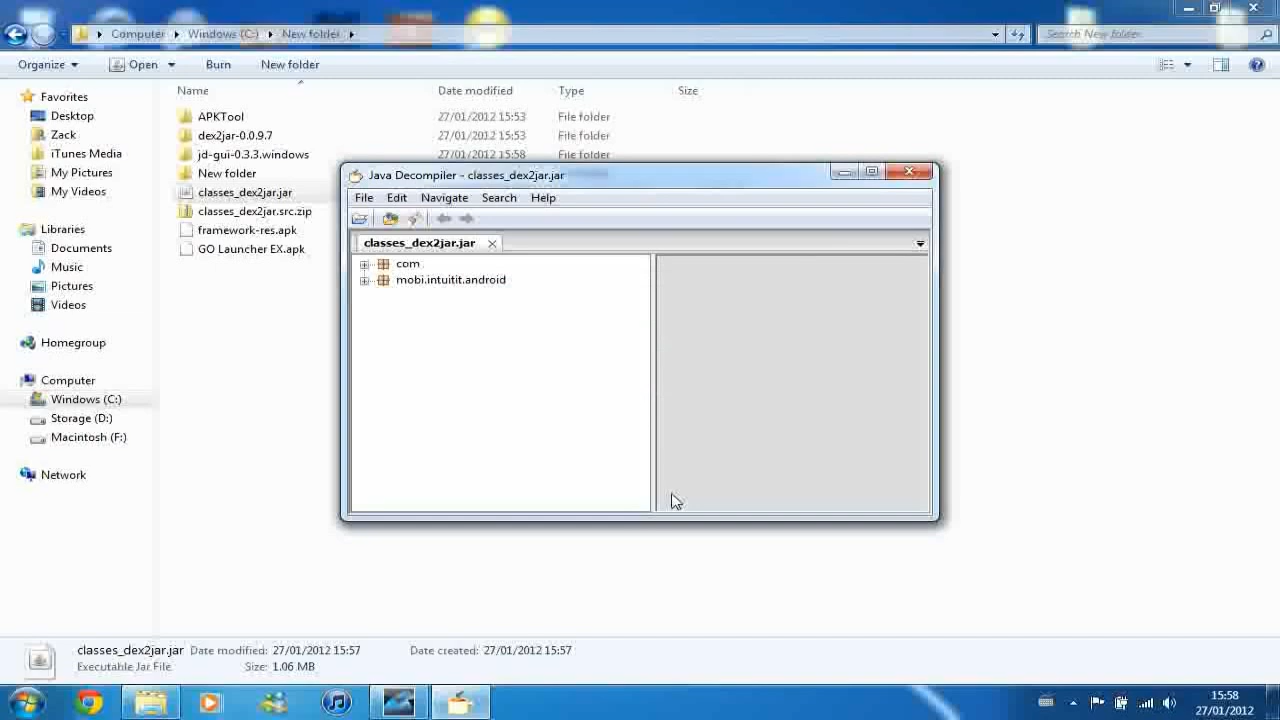 Computer Windows (C:) New folder
Search New folder
Organize Open Burn New folder
Name Date modified Type Size
Favorites
Desktop
Zack
iTunes Media
My Pictures
My Videos
Libraries
Documents
Music
Pictures
Videos
Homegroup
Computer
Windows (C:)
Storage (D:)
Macintosh (F:)
Network
APKTool 27/01/2012 15:53 File folder
dex2jar-0.0.9.7 27/01/2012 15:53 File folder
jd-gui-0.3.3.windows 27/01/2012 15:58 File folder
New folder
classes_dex2jar.jar
classes_dex2jar.src.zip
framework-res.apk
GO Launcher EX.apk
Java Decompiler - classes_dex2jar.jar
File Edit Navigate Search Help
classes_dex2jar.jar
com
mobi.intuitit.android
classes_dex2jar.jar Date modified: 27/01/2012 15:57 Date created: 27/01/2012 15:57
Executable Jar File Size: 1.06 MB
15:58
27/01/2012